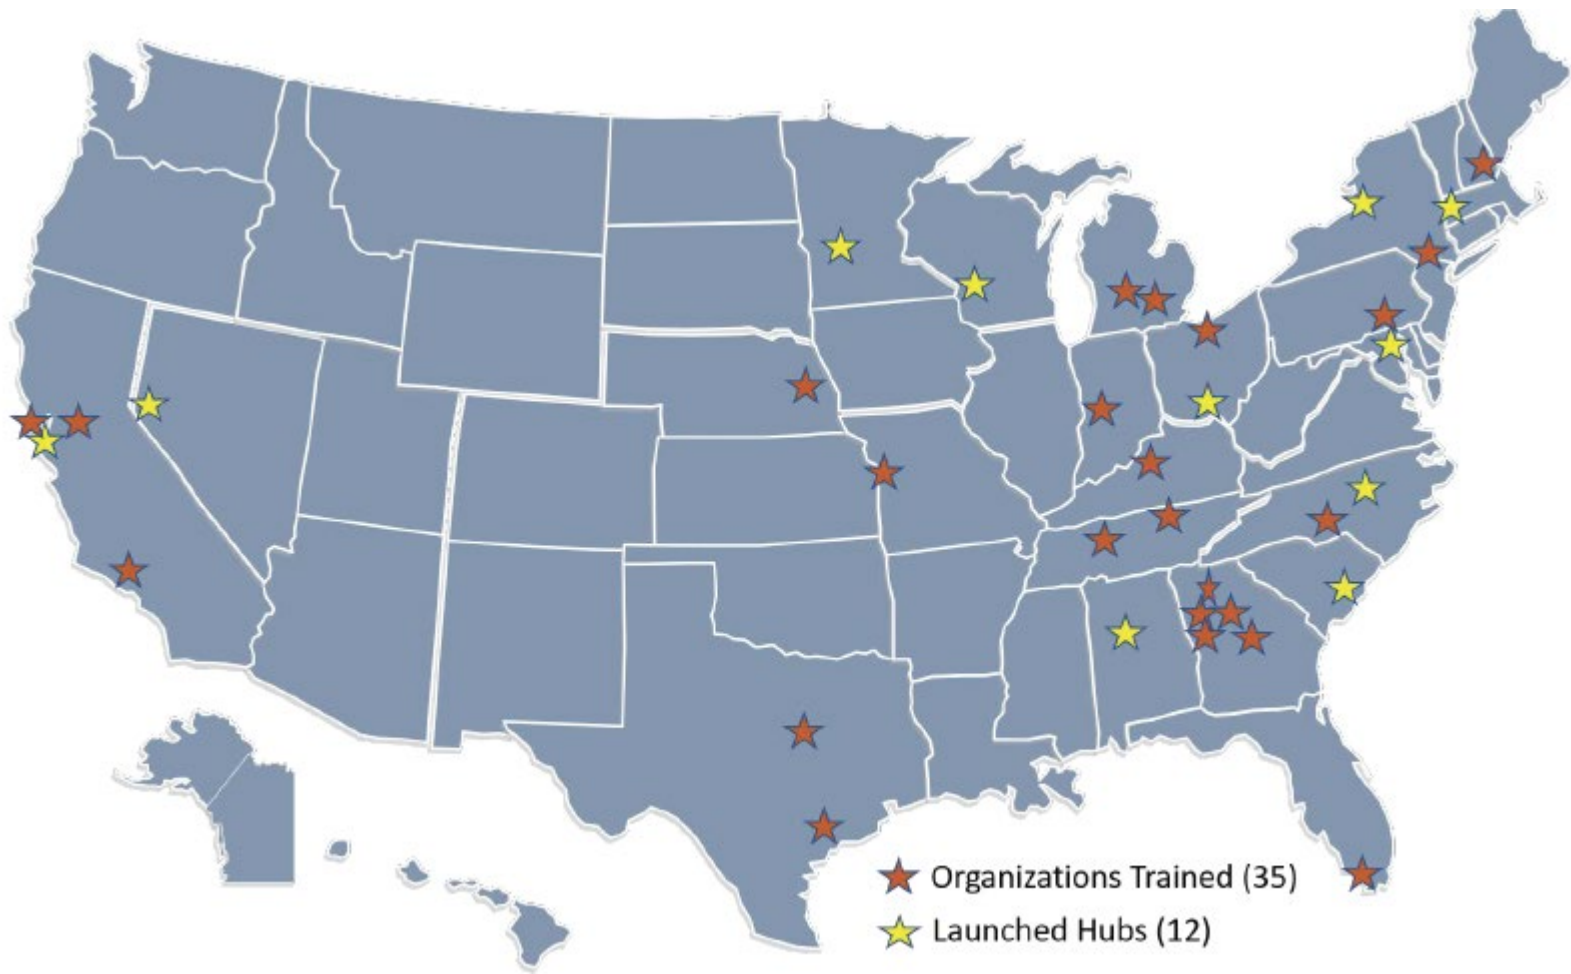 Organizations Trained (35)
Launched Hubs (12)